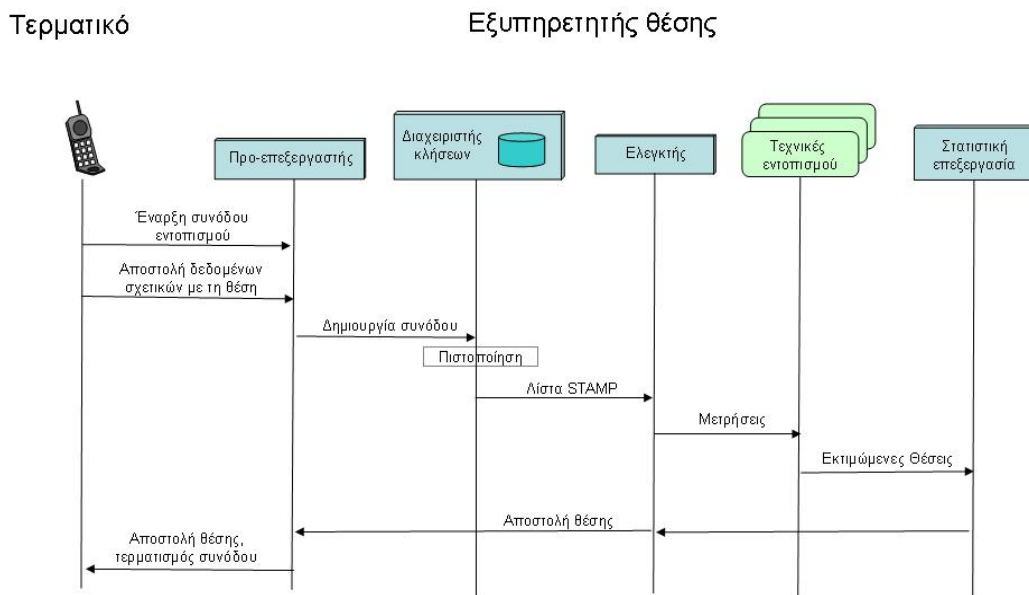 Τερματικό
Εξυπηρετητής θέσης
Προ-επεξεργαστής
Διαχειριστής
κλήσεων
Ελεγκτής
Τεχνικές
εντοπισμού
Στατιστική
επεξεργασία
Έναρξη συνόδου
εντοπισμού
Αποστολή δεδομένων
σχετικών με τη θέση
Δημιουργία συνόδου
Πιστοποίηση
Λίστα STAMP
Μετρήσεις
Εκτιμώμενες Θέσεις
Αποστολή θέσης
Αποστολή θέσης,
τερματισμός συνόδου